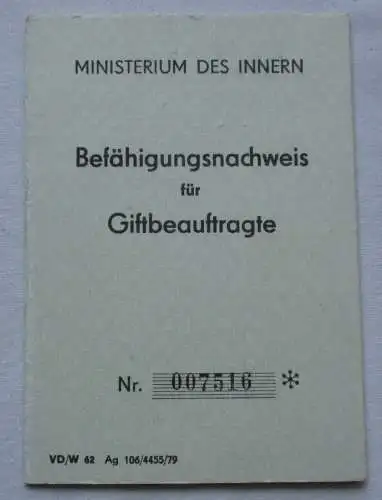 MINISTERIUM DES INNERN
Befähigungsnachweis
für
Giftbeauftragte
Nr. 007516 *
VD/W 62 Ag 106/4455/79